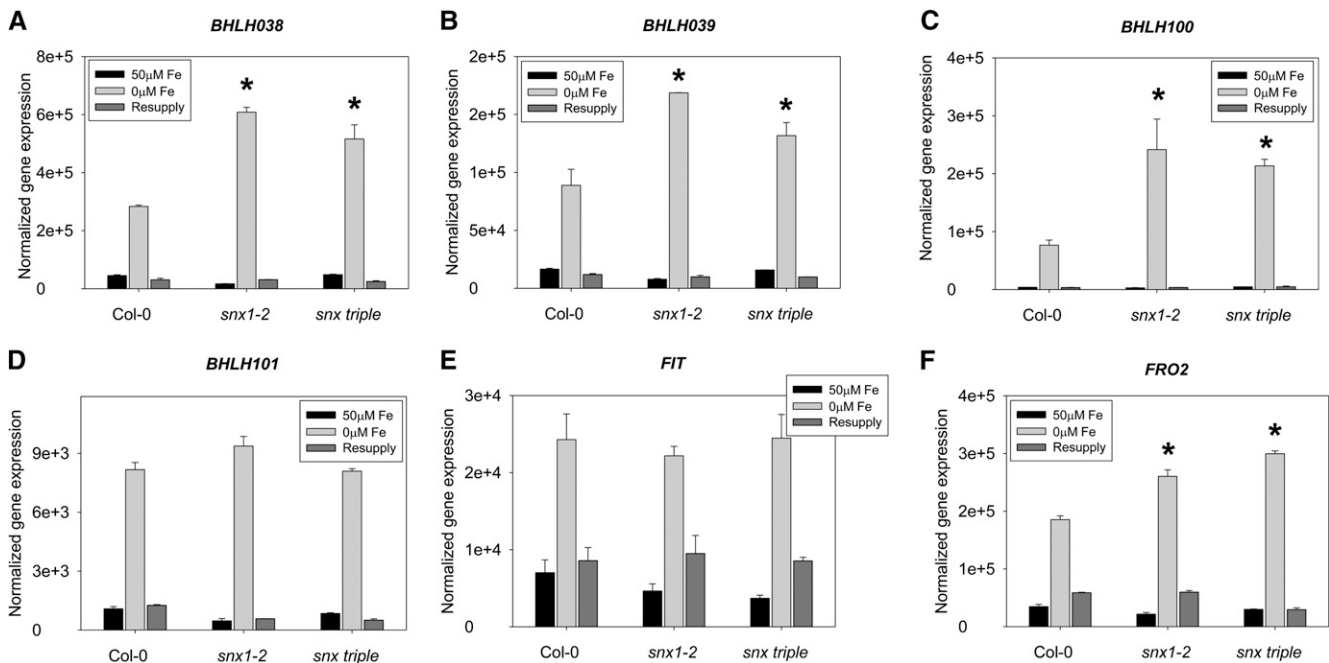 A
BHLH038
Normalized gene expression
8e+5
6e+5
4e+5
2e+5
0
50μM Fe
0μM Fe
Resupply
*
*
Col-0 snx1-2 snx triple
B
BHLH039
Normalized gene expression
2e+5
2e+5
1e+5
5e+4
0
50μM Fe
0μM Fe
Resupply
*
*
Col-0 snx1-2 snx triple
C
BHLH100
Normalized gene expression
4e+5
3e+5
2e+5
1e+5
0
50μM Fe
0μM Fe
Resupply
*
*
Col-0 snx1-2 snx triple
D
BHLH101
Normalized gene expression
9e+3
6e+3
3e+3
0
50μM Fe
0μM Fe
Resupply
Col-0 snx1-2 snx triple
E
FIT
Normalized gene expression
3e+4
2e+4
1e+4
0
50μM Fe
0μM Fe
Resupply
Col-0 snx1-2 snx triple
F
FRO2
Normalized gene expression
4e+5
3e+5
2e+5
1e+5
0
50μM Fe
0μM Fe
Resupply
*
*
Col-0 snx1-2 snx triple